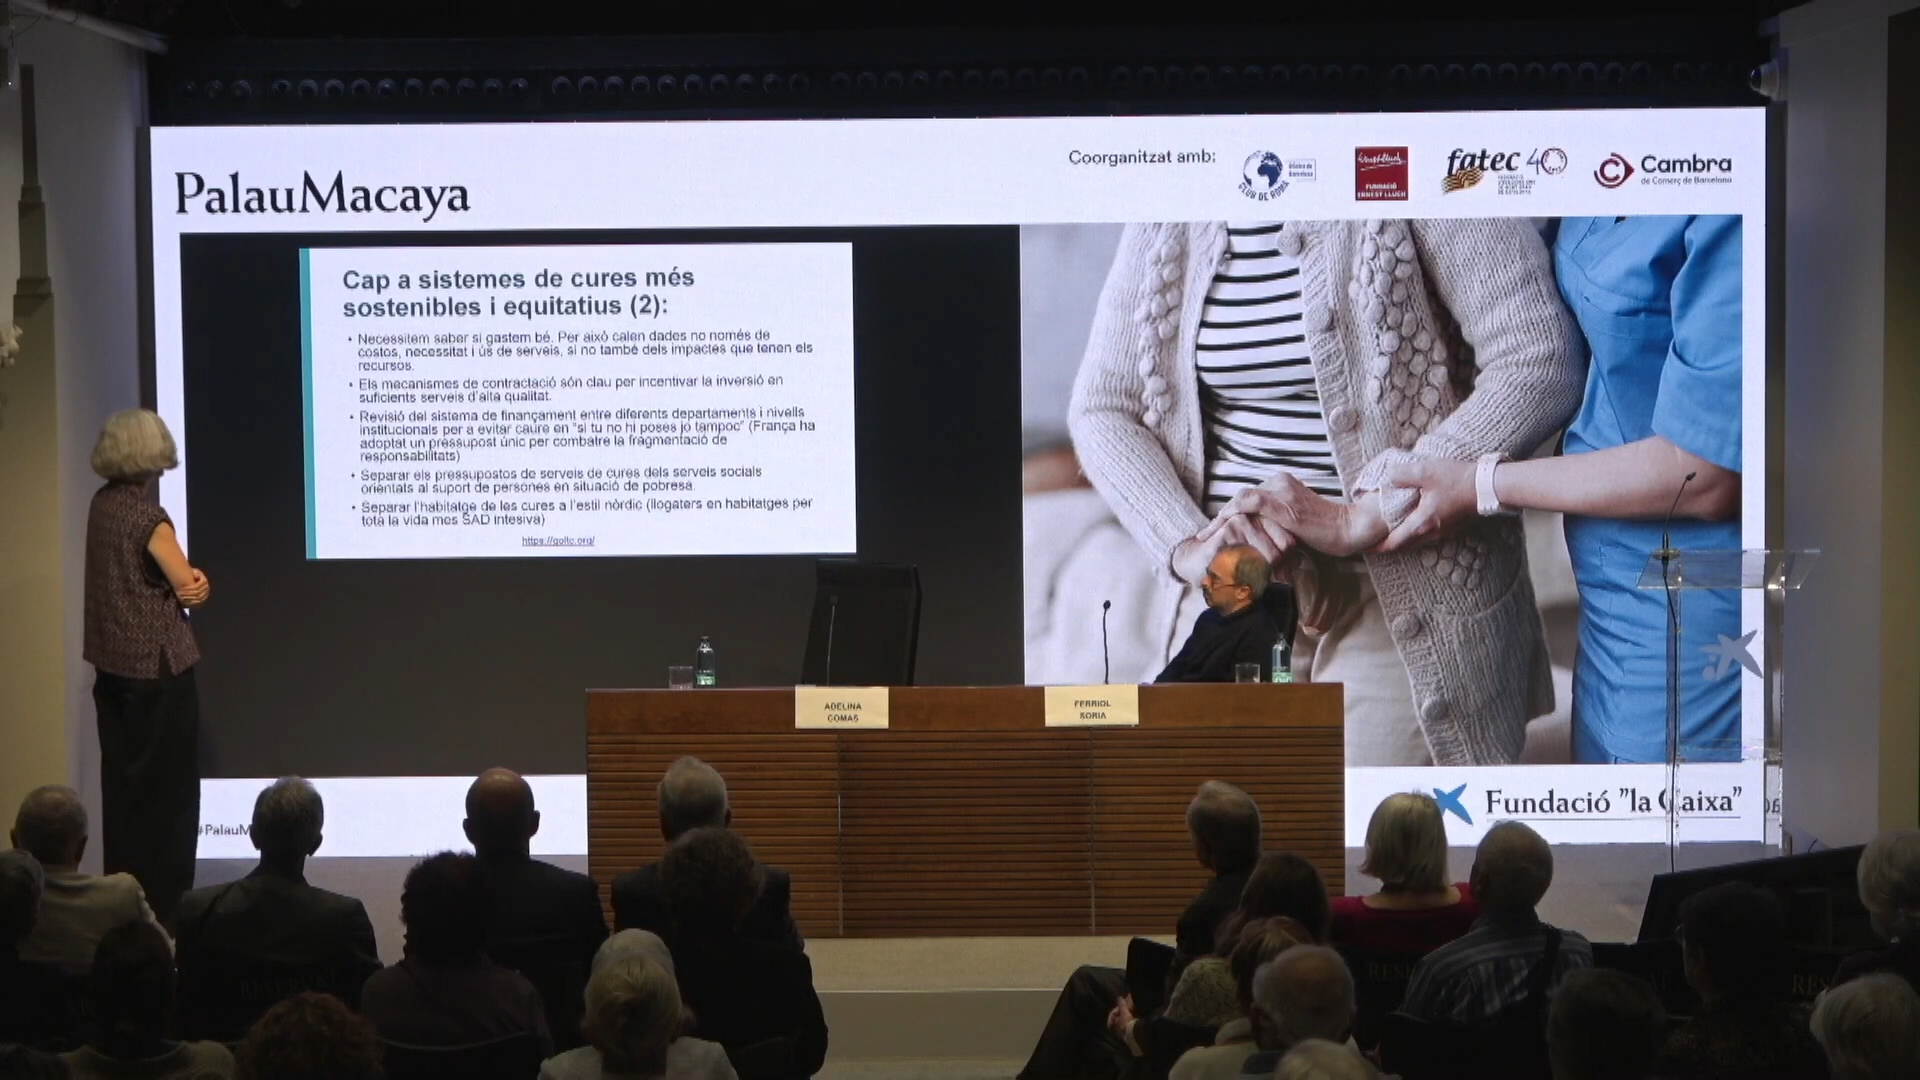 Coorganitzat amb:
PalauMacaya
CLUB DE ROMA
FUNDACIÓ
ERNEST LLUCH
fatec 40
Cambra
de Comerç de Barcelona
Cap a sistemes de cures més
sostenibles i equitatius (2):
• Necessitem saber si gastem bé. Per això calen dades no només de
costos, necessitat i ús de serveis, si no també dels impactes que tenen els
recursos.
• Els mecanismes de contractació són clau per incentivar la inversió en
suficients serveis d'alta qualitat.
• Revisió del sistema de finançament entre diferents departaments i nivells
institucionals per a evitar caure en "si tu no hi poses jo tampoc" (França ha
adoptat un pressupost únic per combatre la fragmentació de
responsabilitats)
• Separar els pressupostos de serveis de cures dels serveis socials
orientats al suport de persones en situació de pobresa.
• Separar l'habitatge de les cures a l'estil nòrdic (llogaters en habitatges per
tota la vida mes SAD intesiva)
https://goltc.org/
ADELINA
COMAS
FERRIOL
SORIA
#PalauM
Fundació "la Caixa"